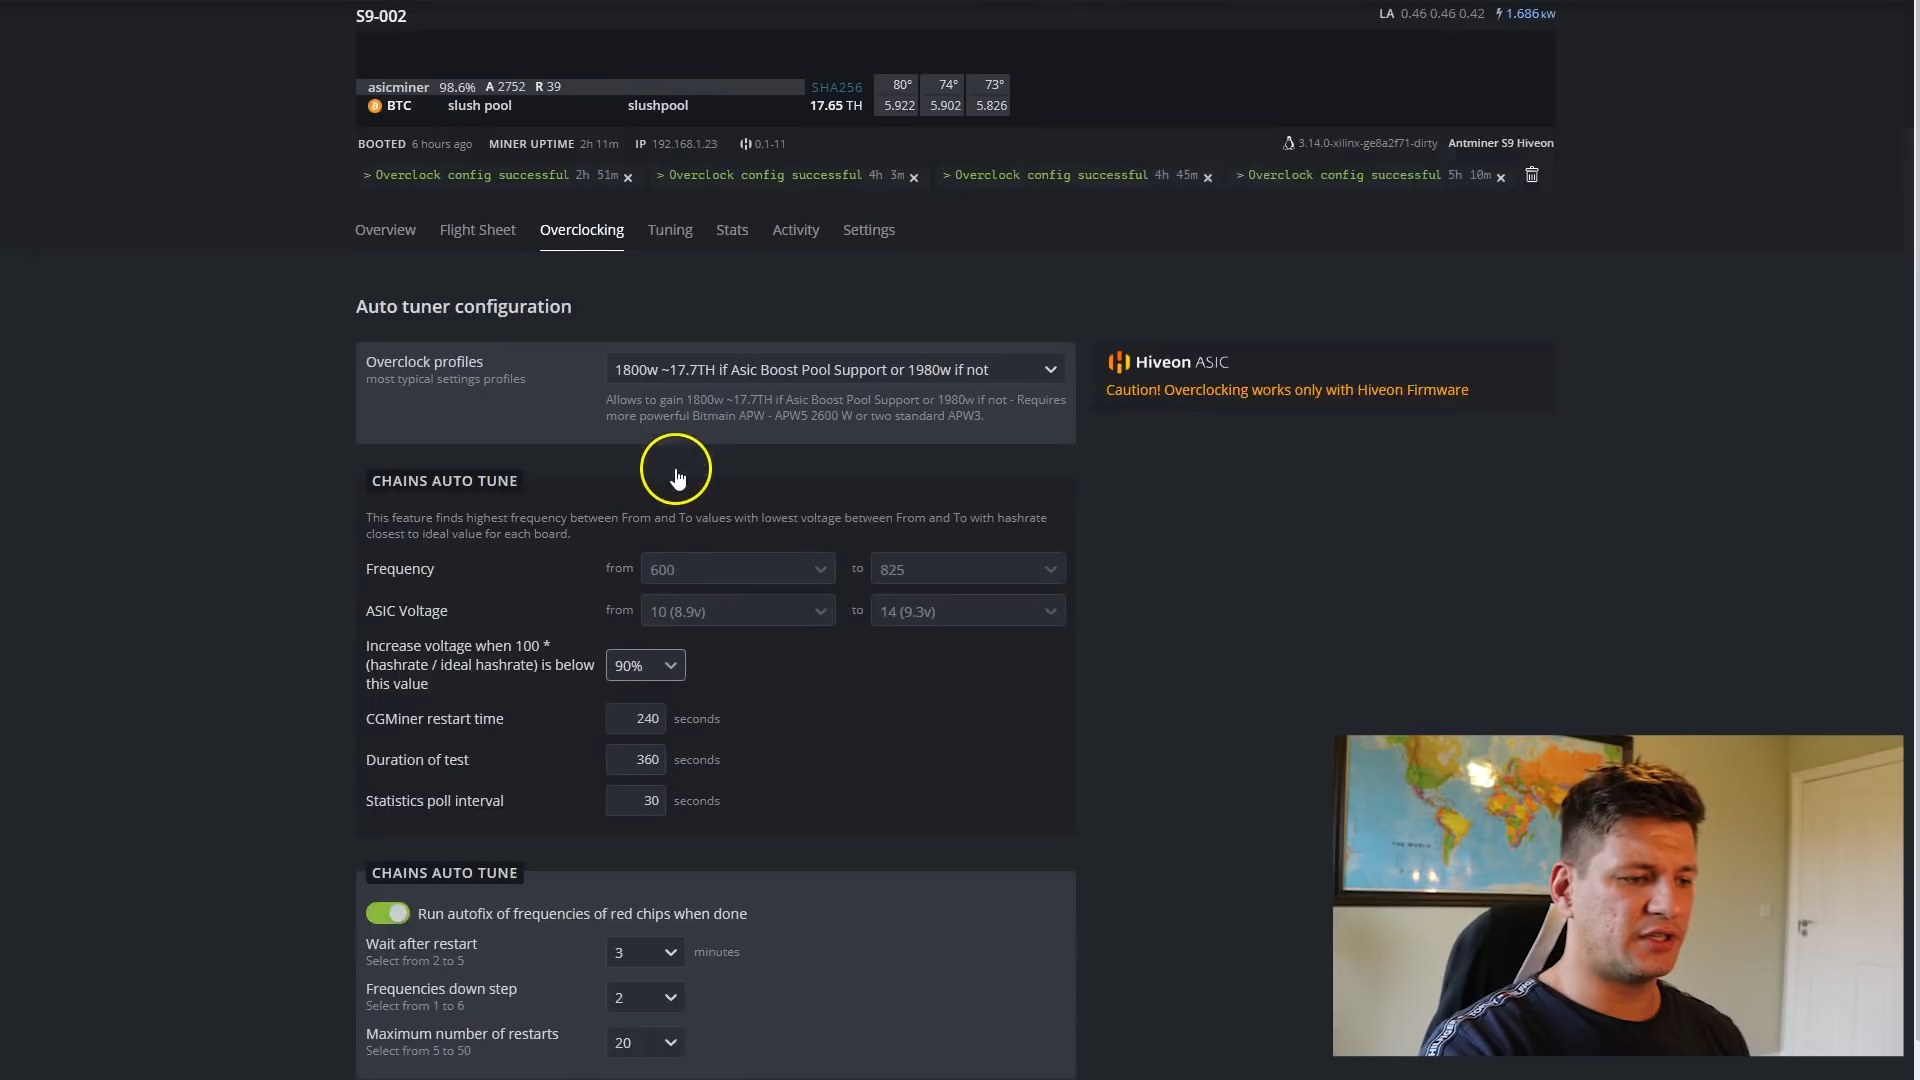 S9-002
LA 0.46 0.46 0.42 1.686kW
asicminer 98.6% A 2752 R 39 SHA256 80° 74° 73°
BTC slush pool slushpool 17.65 TH 5.922 5.902 5.826
BOOTED 6 hours ago MINER UPTIME 2h 11m IP 192.168.1.23 0.1-11 3.14.0-xilinx-ge8a2f71-dirty Antminer S9 Hiveon
> Overclock config successful 2h 51m × > Overclock config successful 4h 3m × > Overclock config successful 4h 45m × > Overclock config successful 5h 10m ×
Overview Flight Sheet Overclocking Tuning Stats Activity Settings
Auto tuner configuration
Overclock profiles
most typical settings profiles
1800w ~17.7TH if Asic Boost Pool Support or 1980w if not
Allows to gain 1800w ~17.7TH if Asic Boost Pool Support or 1980w if not - Requires
more powerful Bitmain APW - APW5 2600 W or two standard APW3.
Hiveon ASIC
Caution! Overclocking works only with Hiveon Firmware
CHAINS AUTO TUNE
This feature finds highest frequency between From and To values with lowest voltage between From and To with hashrate
closest to ideal value for each board.
Frequency from 600 to 825
ASIC Voltage from 10 (8.9v) to 14 (9.3v)
Increase voltage when 100 *
(hashrate / ideal hashrate) is below
this value
90%
CGMiner restart time 240 seconds
Duration of test 360 seconds
Statistics poll interval 30 seconds
CHAINS AUTO TUNE
Run autofix of frequencies of red chips when done
Wait after restart 3 minutes
Select from 2 to 5
Frequencies down step 2
Select from 1 to 6
Maximum number of restarts 20
Select from 5 to 50
THE WORLD